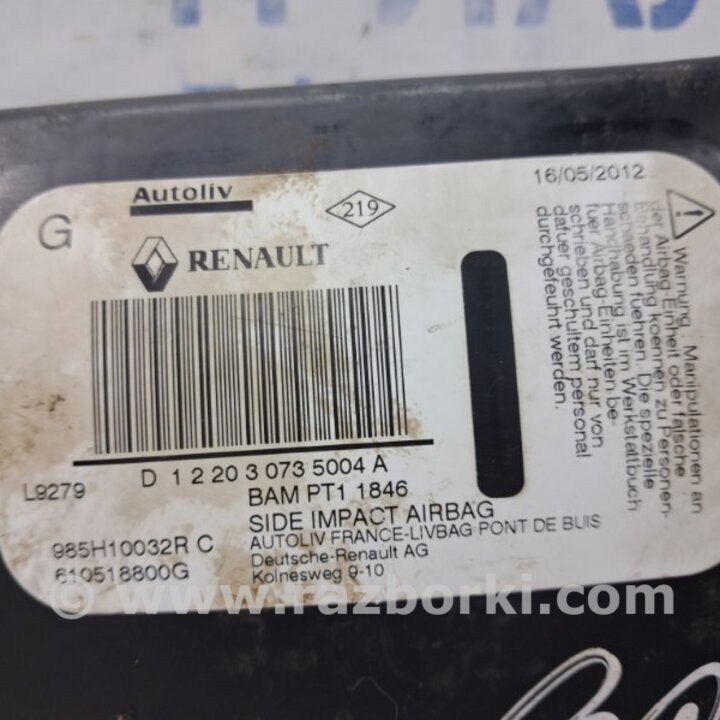 Autoliv
16/05/2012
G
219
RENAULT
D 1 2 20 3 073 5004 A
L9279
BAM PT1 1846
SIDE IMPACT AIRBAG
985H10032R C
AUTOLIV FRANCE-LIVBAG PONT DE BUIS
Deutsche-Renault AG
610518800G
Kolnesweg 9-10
Warnung. Manipulationen an
der Airbag Einheit oder falsche
Behandlung koennen zu Personen-
schaeden fuehren. Die spezielle
Handhabung ist im Werkstattbuch
fuer Airbag-Einheiten be-
schrieben und darf nur von
dafuer geschultem personal
durchgefuehrt werden.
© www.razborki.com